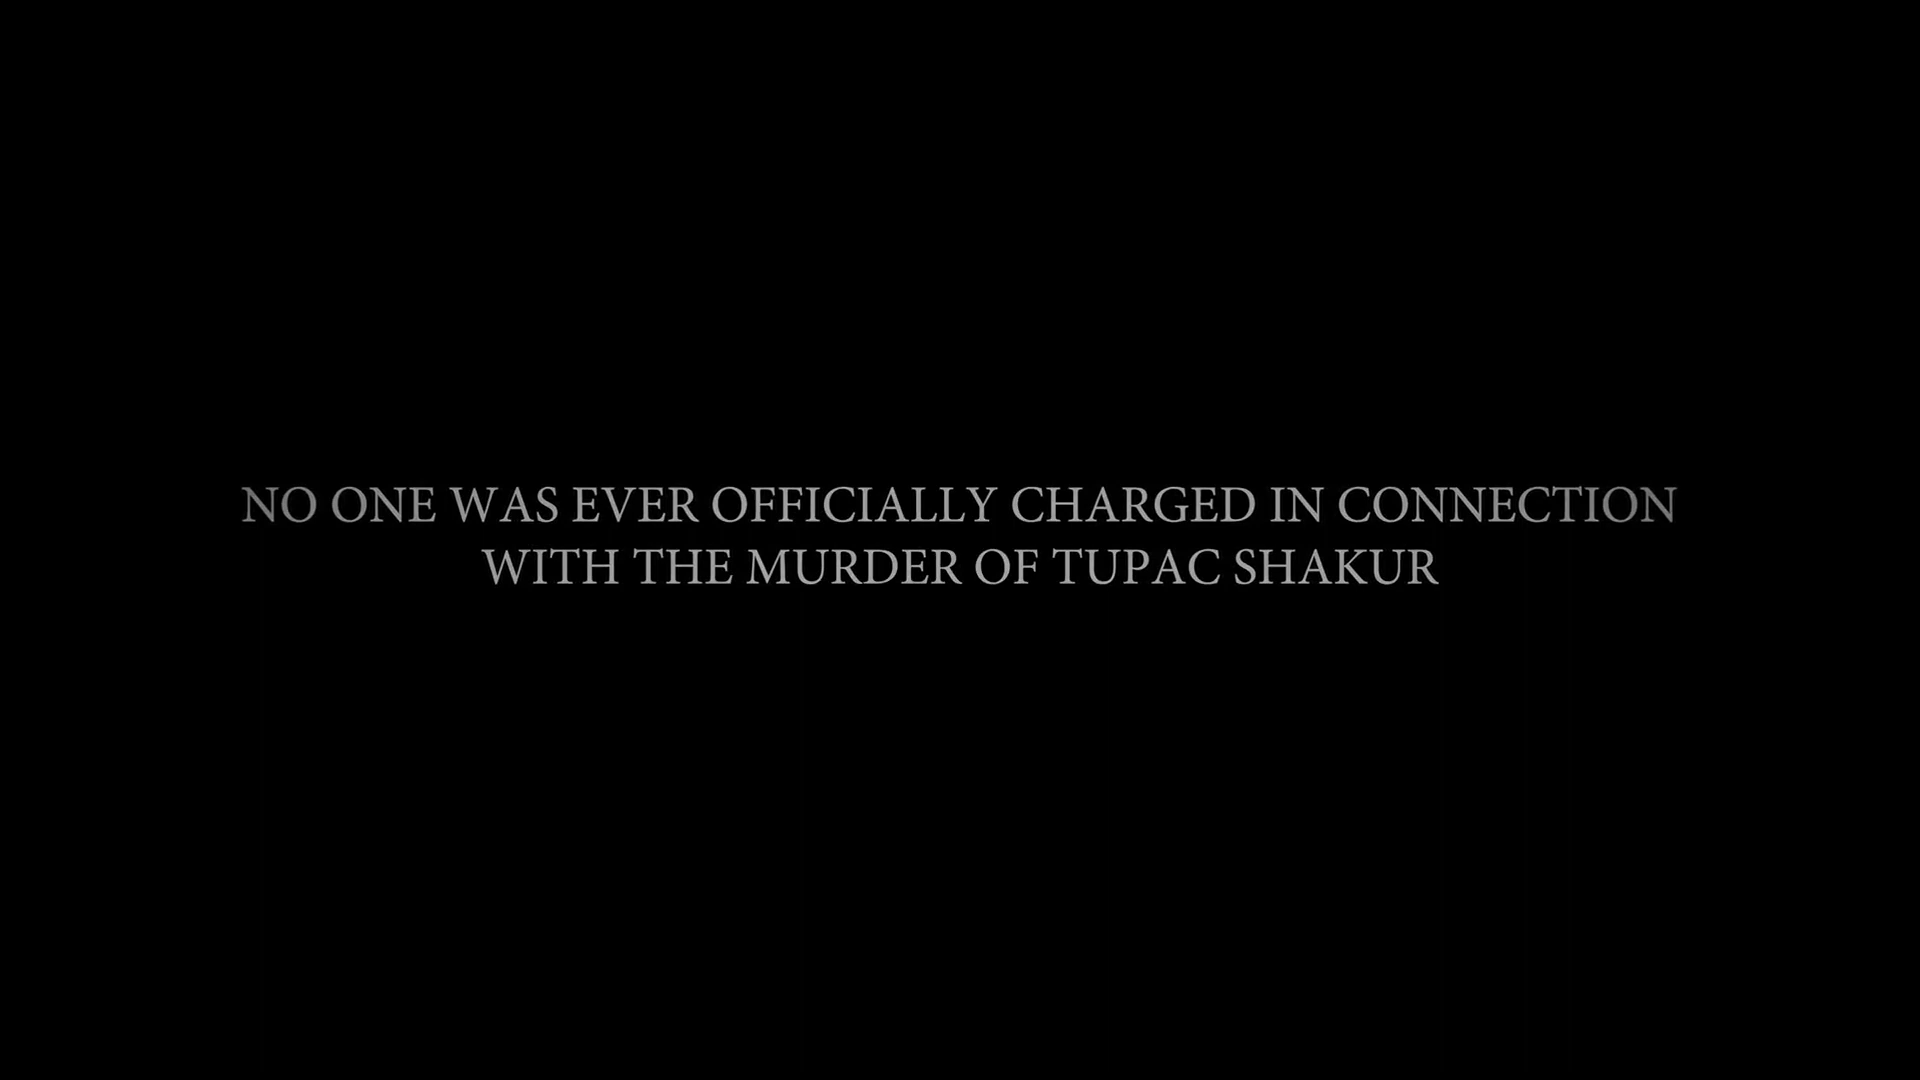 NO ONE WAS EVER OFFICIALLY CHARGED IN CONNECTION
WITH THE MURDER OF TUPAC SHAKUR